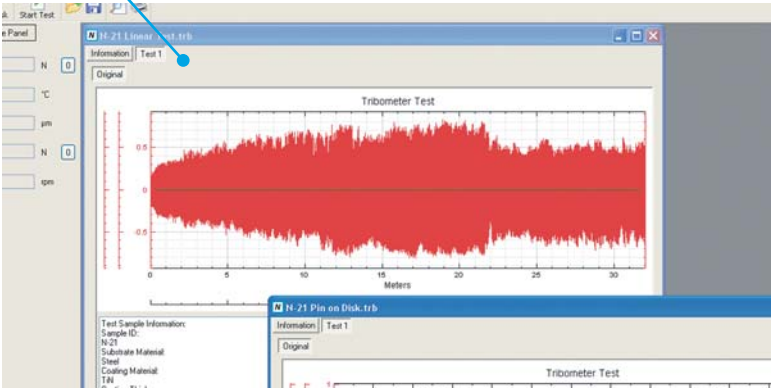 Start Test
e Panel
N 0
°C
µm
N 0
rpm
N-21 Linear Test.trb
Information Test 1
Original
Tribometer Test
0.5
0
-0.5
0 5 10 15 20 25 30
Meters
Test Sample Information:
Sample ID:
N-21
Substrate Material:
Steel
Coating Material:
TiN
N-21 Pin on Disk.trb
Information Test 1
Original
Tribometer Test
1